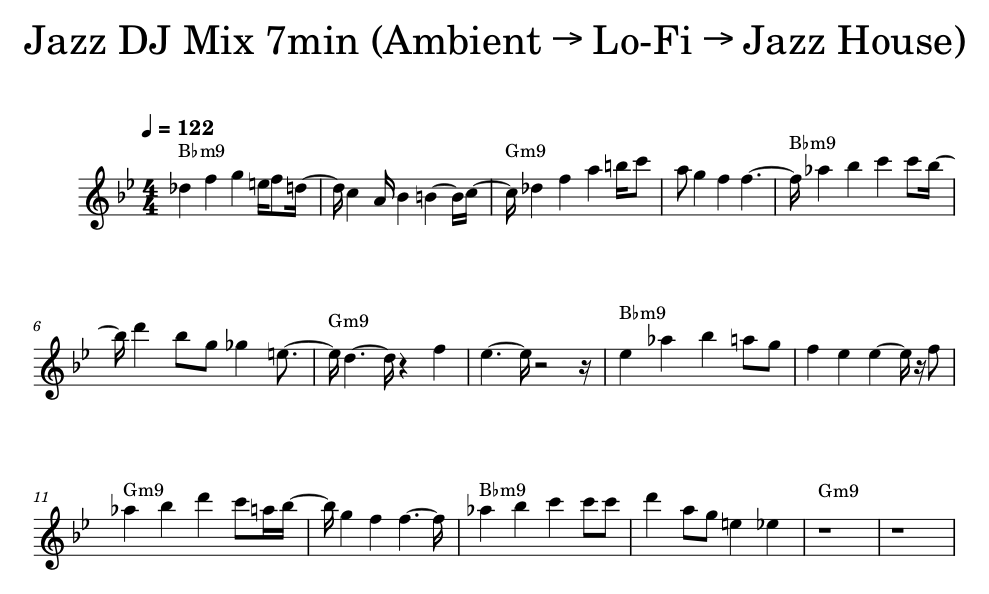 Jazz DJ Mix 7min (Ambient → Lo-Fi → Jazz House)
♩ = 122
B♭m9 Gm9 B♭m9
6 Gm9 B♭m9
11 Gm9 B♭m9 Gm9